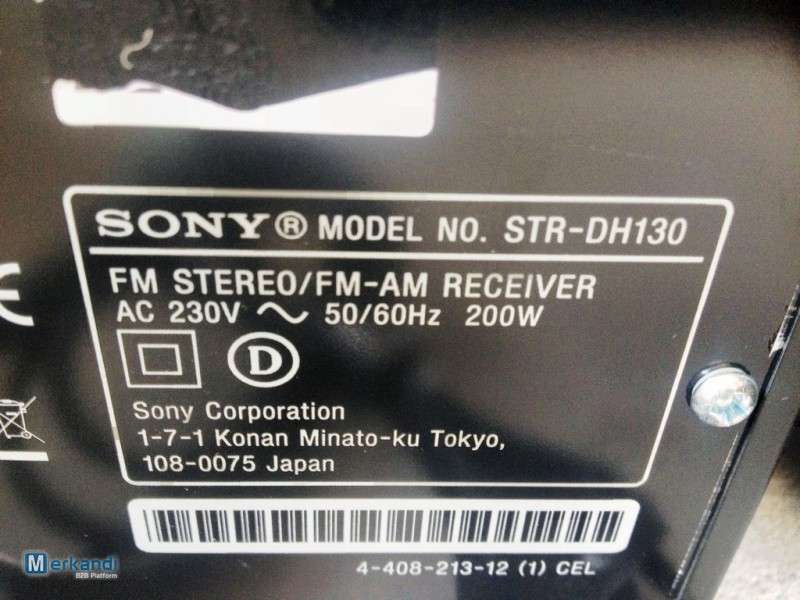 SONY® MODEL NO. STR-DH130
FM STEREO/FM-AM RECEIVER
AC 230V ~ 50/60Hz 200W
D
Sony Corporation
1-7-1 Konan Minato-ku Tokyo,
108-0075 Japan
4-408-213-12 (1) CEL
Merkandi
B2B Platform